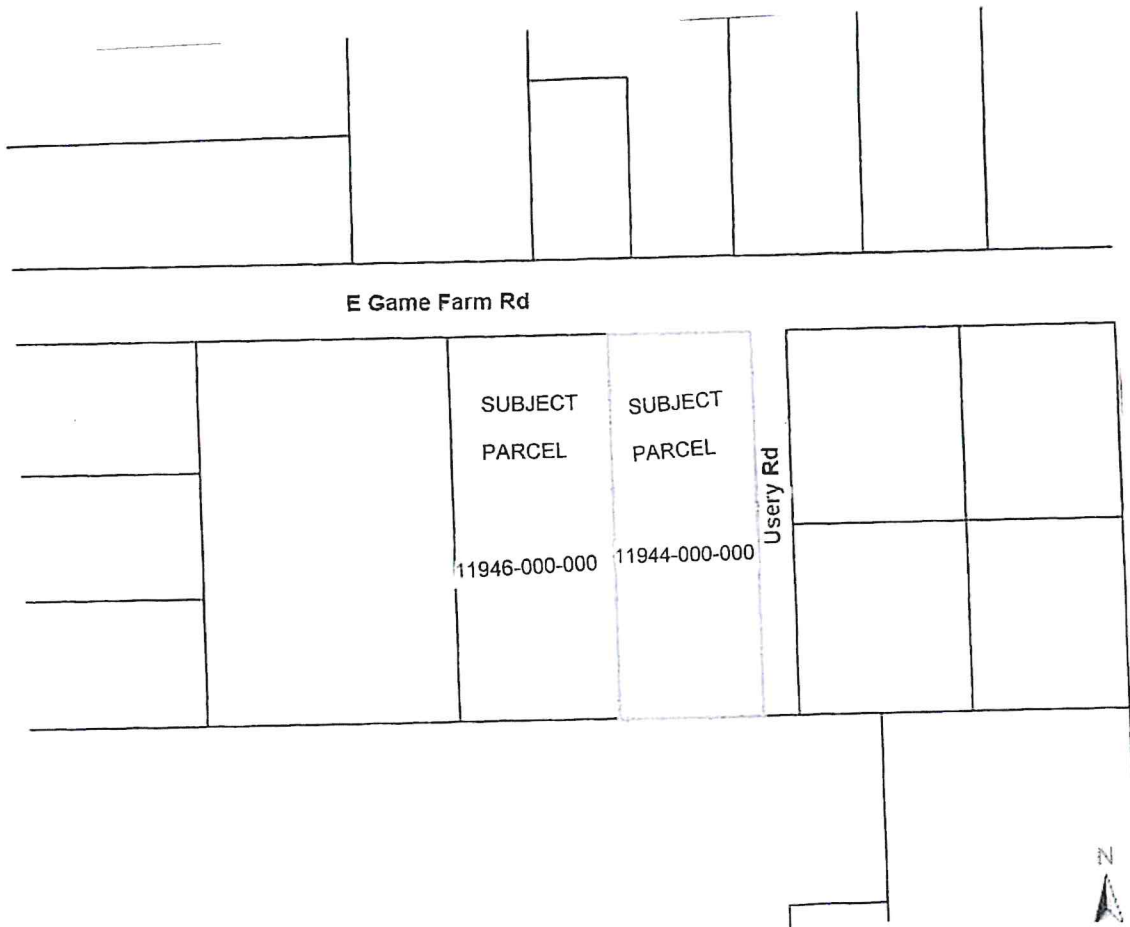 E Game Farm Rd
SUBJECT
PARCEL
11946-000-000
SUBJECT
PARCEL
11944-000-000
Usery Rd
N